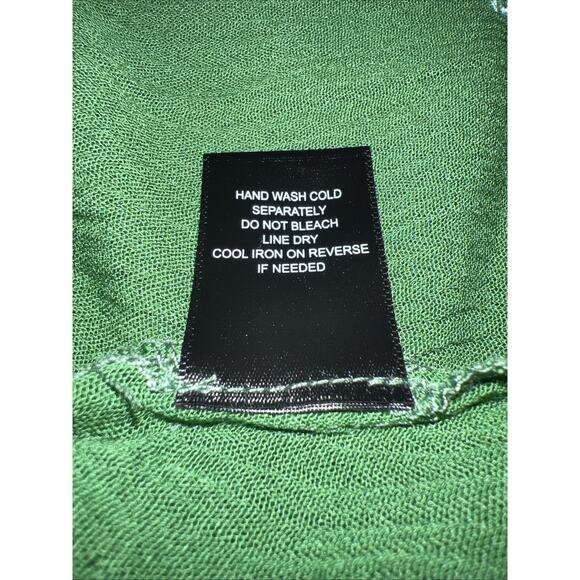 HAND WASH COLD
SEPARATELY
DO NOT BLEACH
LINE DRY
COOL IRON ON REVERSE
IF NEEDED